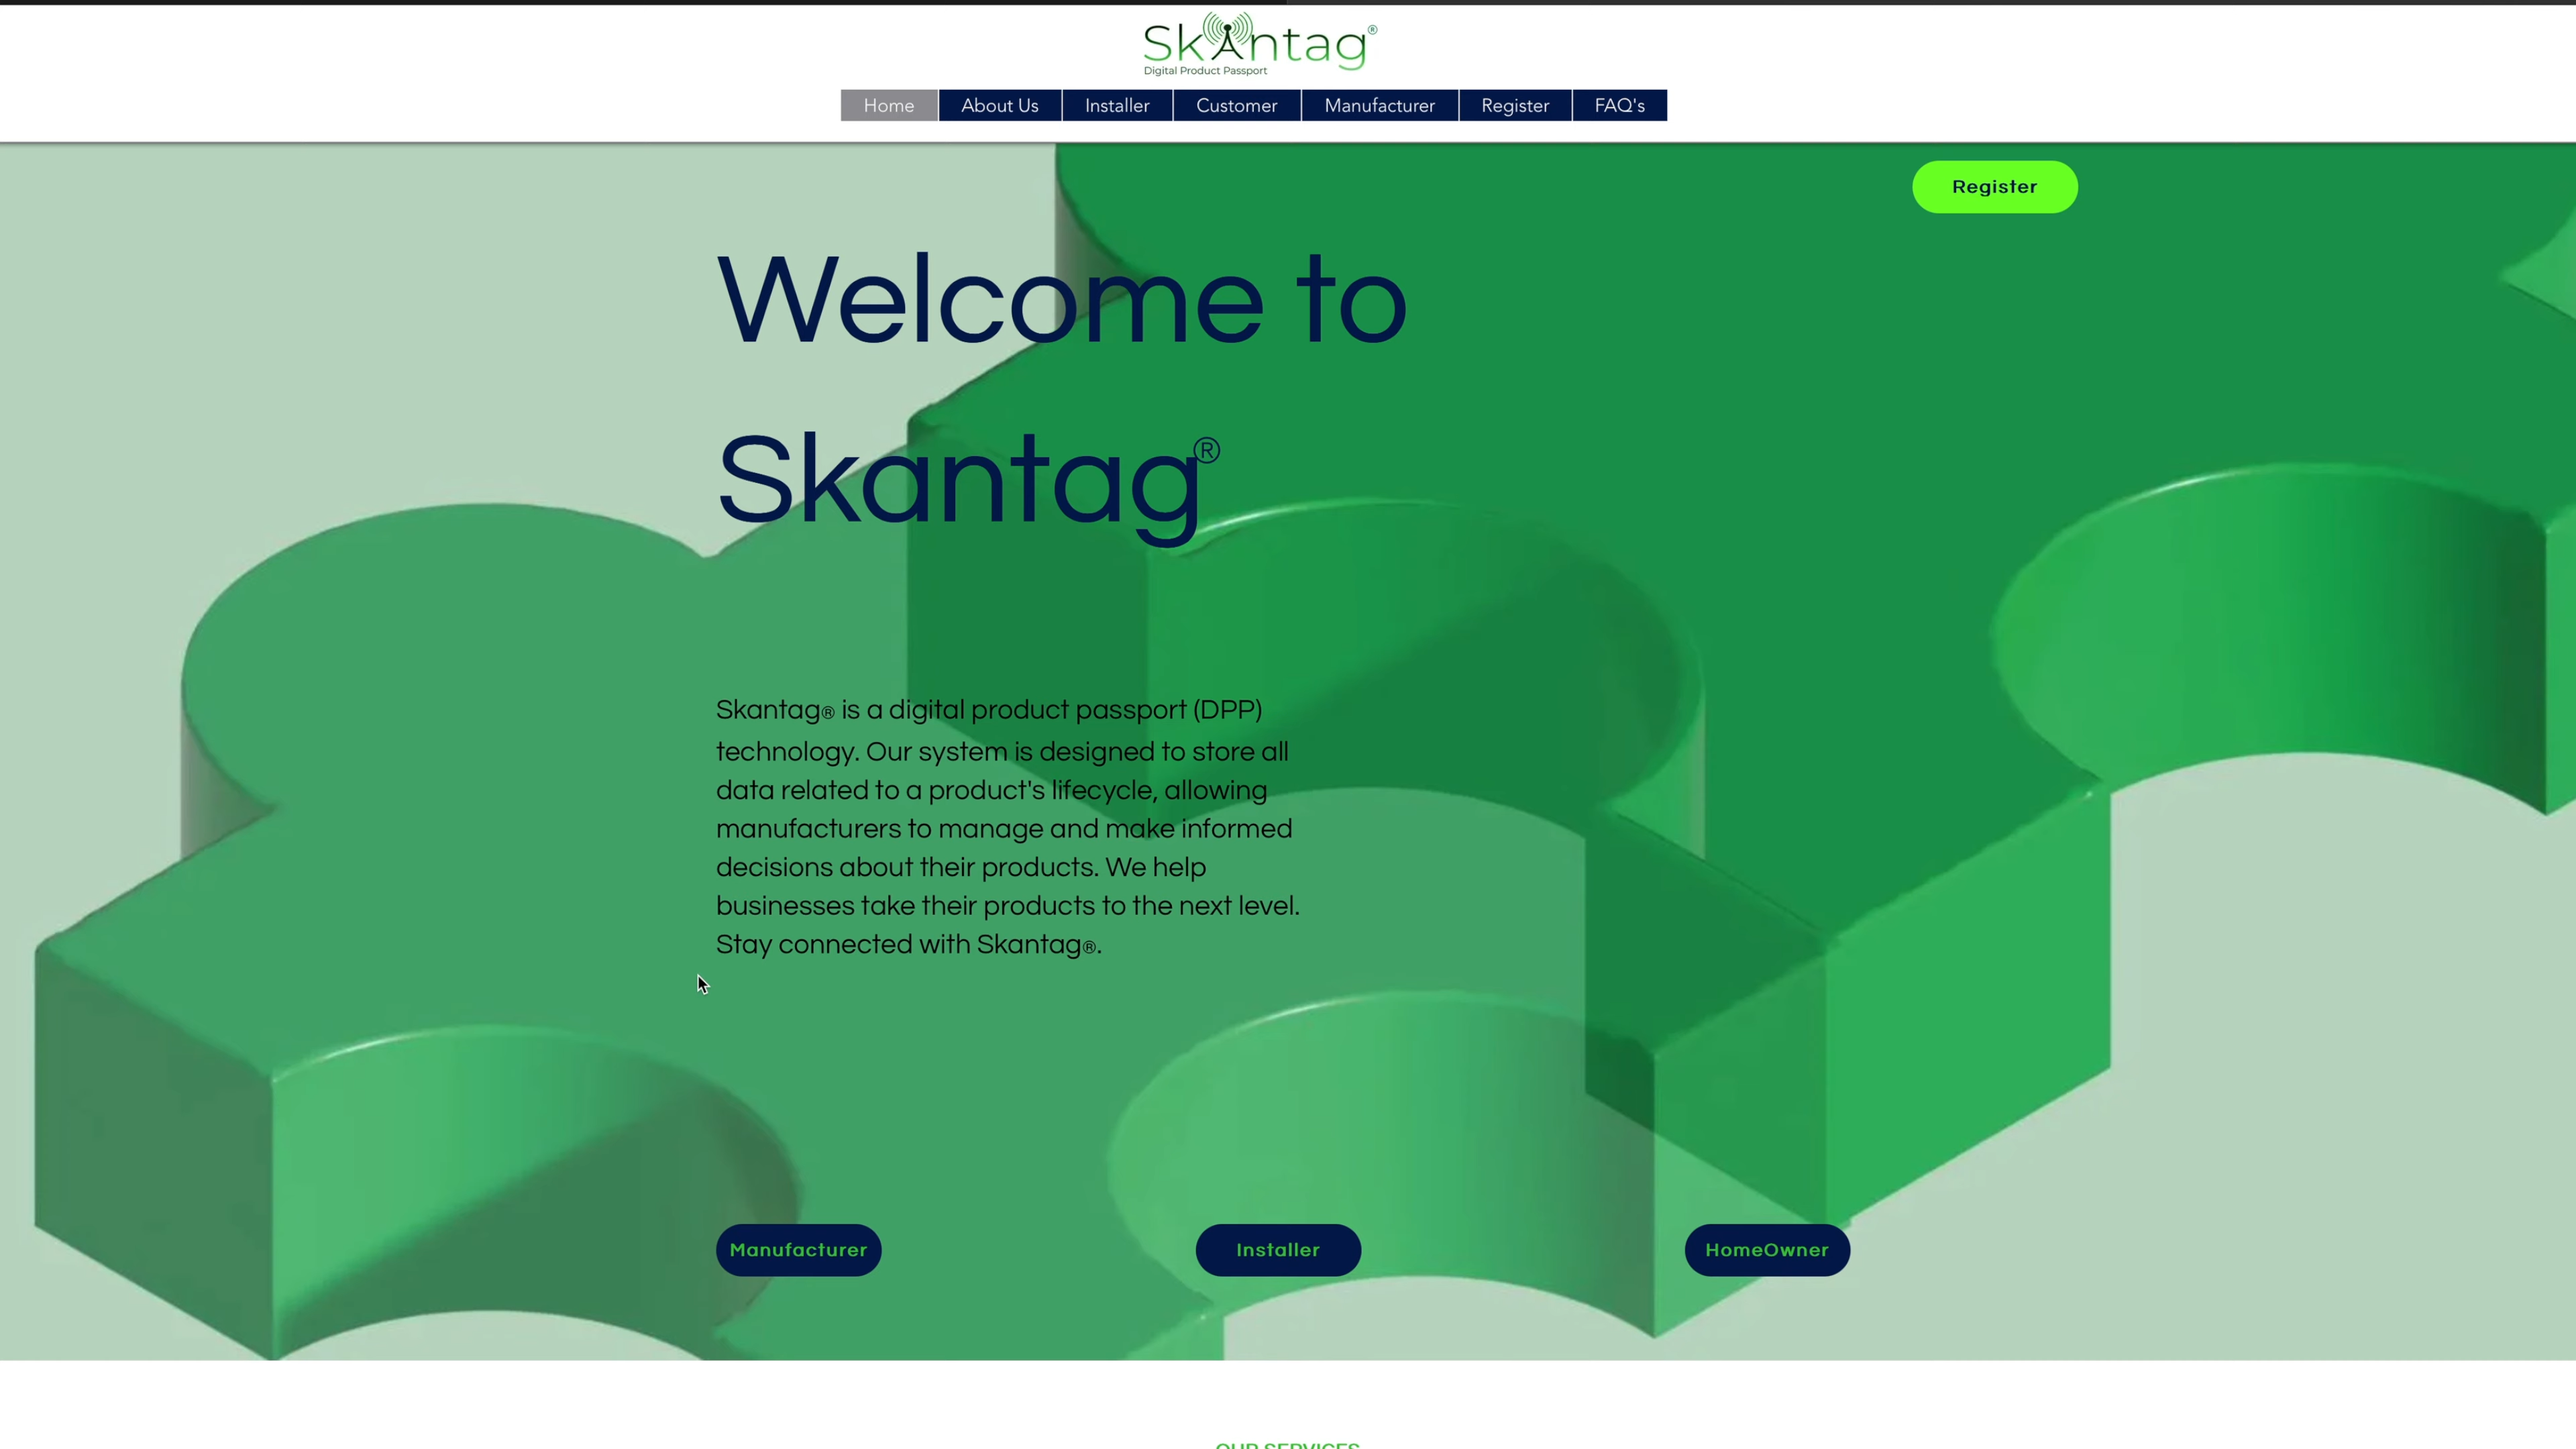 SkAntag®
Digital Product Passport
Home About Us Installer Customer Manufacturer Register FAQ's
Register
Welcome to
Skantag®
Skantag® is a digital product passport (DPP)
technology. Our system is designed to store all
data related to a product's lifecycle, allowing
manufacturers to manage and make informed
decisions about their products. We help
businesses take their products to the next level.
Stay connected with Skantag®.
Manufacturer Installer HomeOwner
OUR SERVICES